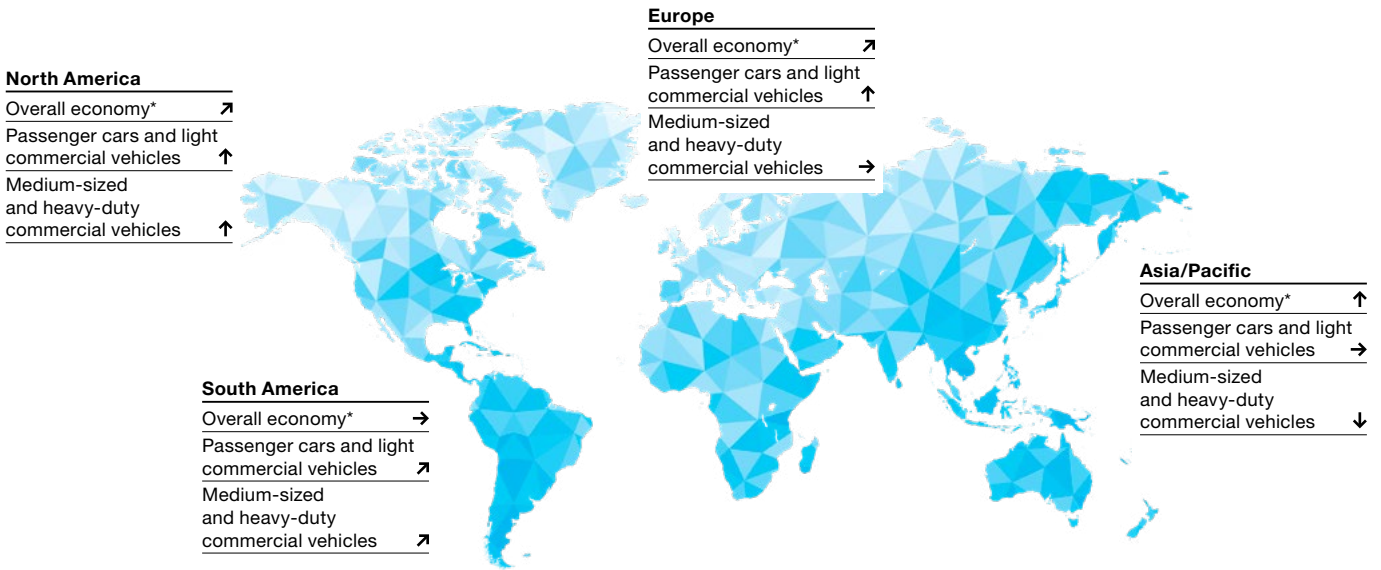 Europe
Overall economy* ↗
Passenger cars and light
commercial vehicles ↑
Medium-sized
and heavy-duty
commercial vehicles →
North America
Overall economy* ↗
Passenger cars and light
commercial vehicles ↑
Medium-sized
and heavy-duty
commercial vehicles ↑
Asia/Pacific
Overall economy* ↑
Passenger cars and light
commercial vehicles →
Medium-sized
and heavy-duty
commercial vehicles ↓
South America
Overall economy* →
Passenger cars and light
commercial vehicles ↗
Medium-sized
and heavy-duty
commercial vehicles ↗